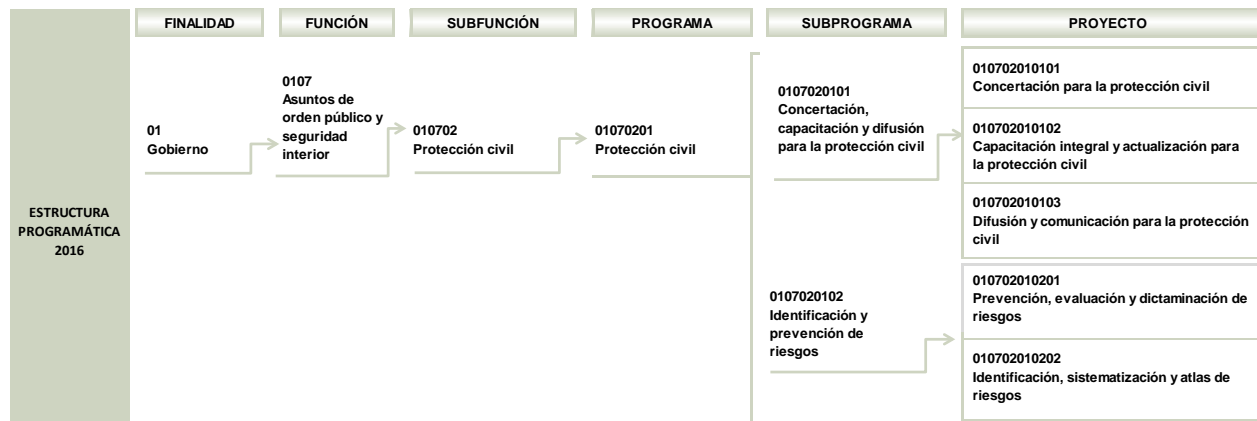 FINALIDAD
FUNCIÓN
SUBFUNCIÓN
PROGRAMA
SUBPROGRAMA
PROYECTO
ESTRUCTURA
PROGRAMÁTICA
2016
01
Gobierno
0107
Asuntos de
orden público y
seguridad
interior
010702
Protección civil
01070201
Protección civil
0107020101
Concertación,
capacitación y difusión
para la protección civil
010702010101
Concertación para la protección civil
010702010102
Capacitación integral y actualización para
la protección civil
010702010103
Difusión y comunicación para la protección
civil
0107020102
Identificación y
prevención de
riesgos
010702010201
Prevención, evaluación y dictaminación de
riesgos
010702010202
Identificación, sistematización y atlas de
riesgos